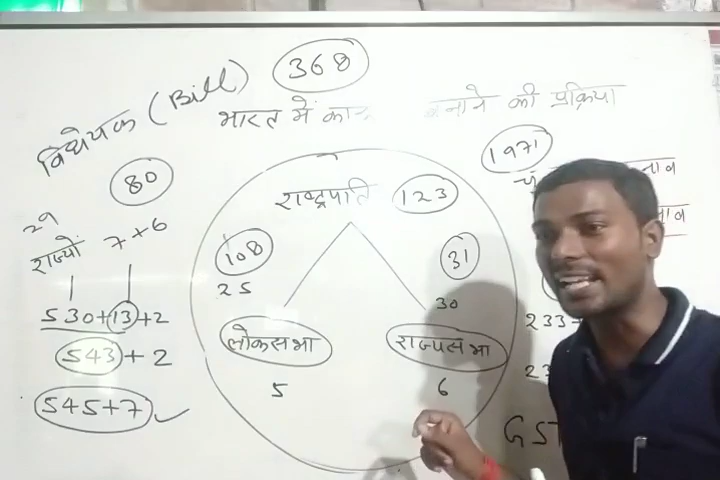 विधेयक (Bill)
368
भारत में
बनाने की प्रक्रिया
80
1971
29
राज्यों 7+6
राष्ट्रपति 123
108
25
31
30
530+13+2
543+2
545+7
लोकसभा
राज्यसभा
5
6
233
23
GST